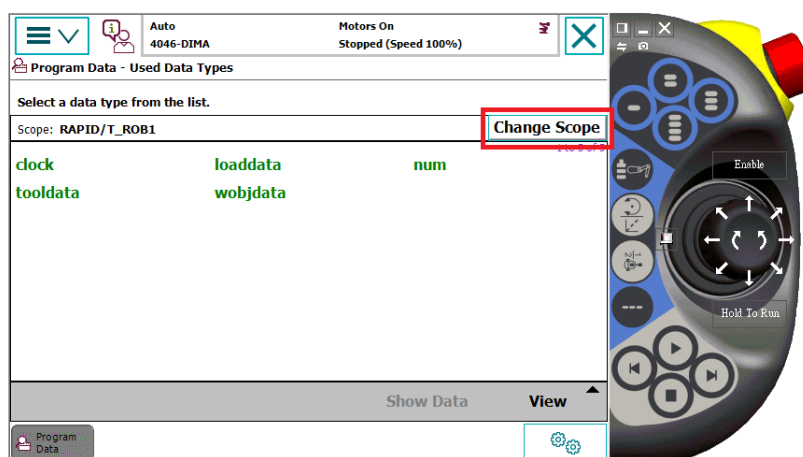 Auto
4046-DIMA
Motors On
Stopped (Speed 100%)
Program Data - Used Data Types
Select a data type from the list.
Scope: RAPID/T_ROB1
Change Scope
clock loaddata num
tooldata wobjdata
Enable
Hold To Run
Show Data View
Program
Data